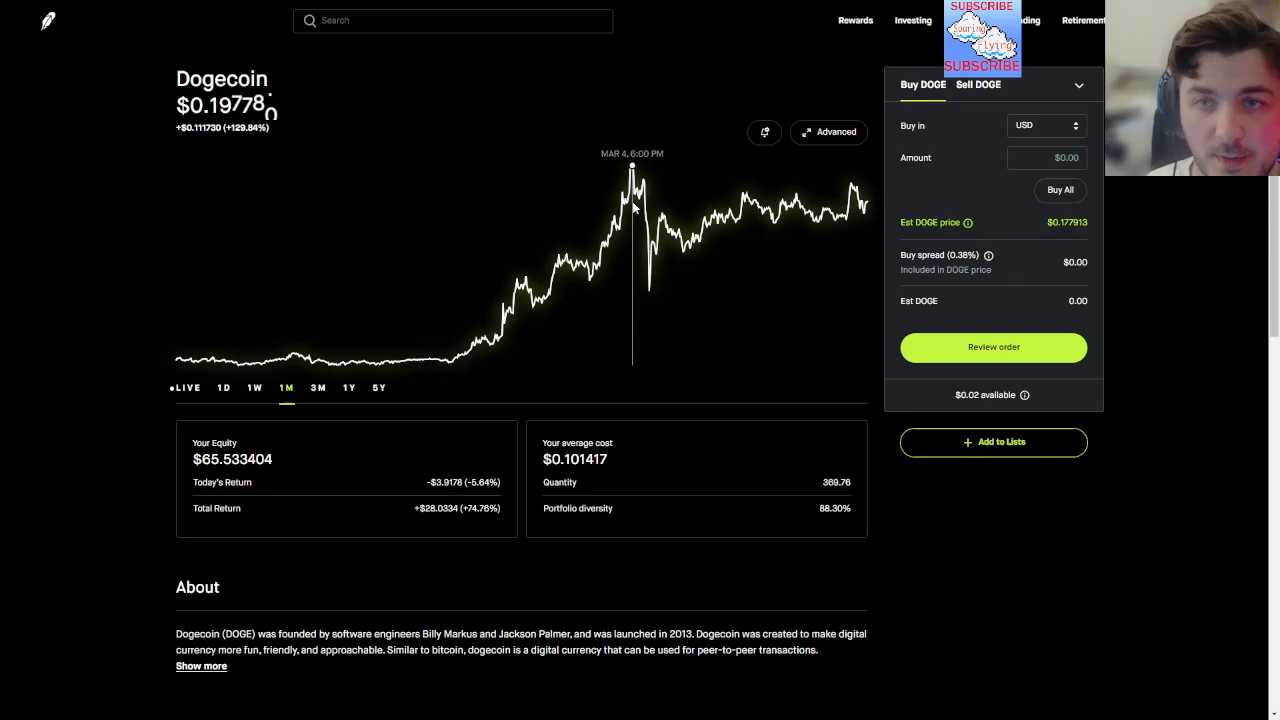 Search
Rewards
Investing
Retirement
SUBSCRIBE
Soaring
Flying
SUBSCRIBE
Dogecoin
$0.19778
+$0.111730 (+129.84%)
Advanced
MAR 4, 6:00 PM
LIVE 1D 1W 1M 3M 1Y 5Y
Buy DOGE Sell DOGE
Buy in USD
Amount $0.00
Buy All
Est DOGE price $0.177913
Buy spread (0.38%) $0.00
Included in DOGE price
Est DOGE 0.00
Review order
$0.02 available
+ Add to Lists
Your Equity
$65.533404
Today's Return -$3.9178 (-5.64%)
Total Return +$28.0334 (+74.76%)
Your average cost
$0.101417
Quantity 369.76
Portfolio diversity 88.30%
About
Dogecoin (DOGE) was founded by software engineers Billy Markus and Jackson Palmer, and was launched in 2013. Dogecoin was created to make digital
currency more fun, friendly, and approachable. Similar to bitcoin, dogecoin is a digital currency that can be used for peer-to-peer transactions.
Show more